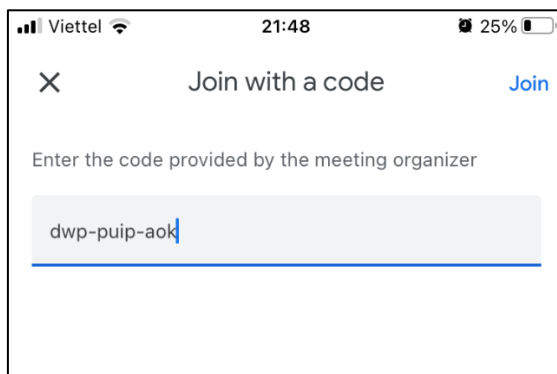 Viettel 21:48 25%
Join with a code Join
Enter the code provided by the meeting organizer
dwp-puip-aok